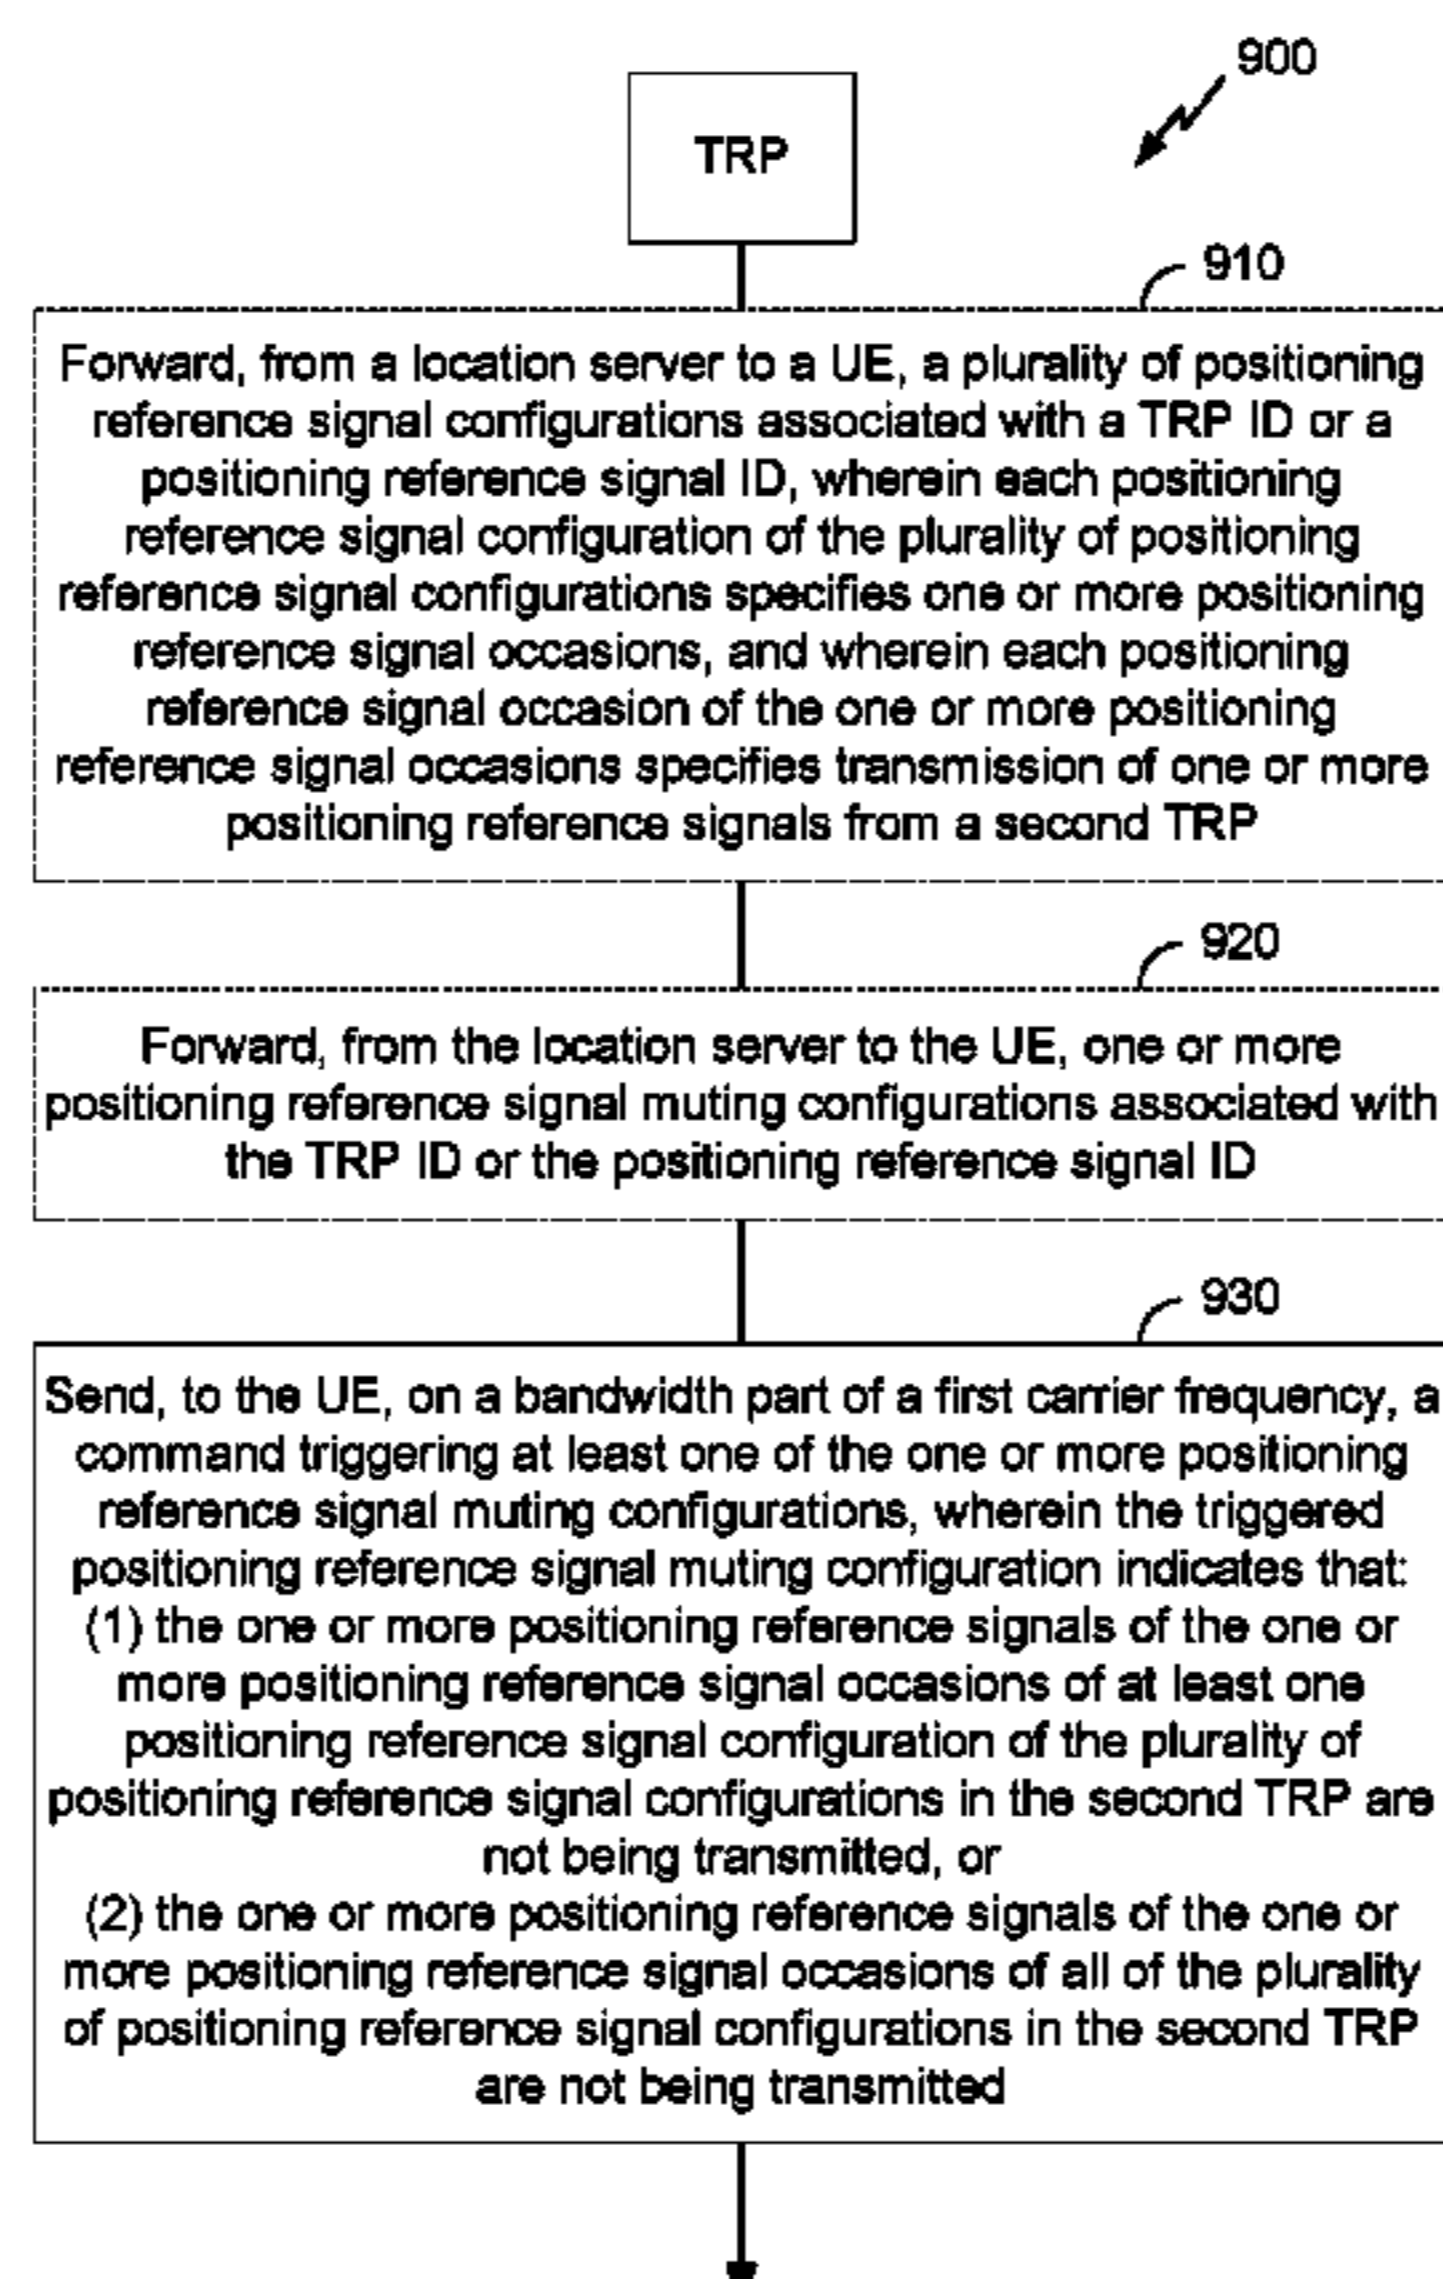 900
TRP
910
Forward, from a location server to a UE, a plurality of positioning
reference signal configurations associated with a TRP ID or a
positioning reference signal ID, wherein each positioning
reference signal configuration of the plurality of positioning
reference signal configurations specifies one or more positioning
reference signal occasions, and wherein each positioning
reference signal occasion of the one or more positioning
reference signal occasions specifies transmission of one or more
positioning reference signals from a second TRP
920
Forward, from the location server to the UE, one or more
positioning reference signal muting configurations associated with
the TRP ID or the positioning reference signal ID
930
Send, to the UE, on a bandwidth part of a first carrier frequency, a
command triggering at least one of the one or more positioning
reference signal muting configurations, wherein the triggered
positioning reference signal muting configuration indicates that:
(1) the one or more positioning reference signals of the one or
more positioning reference signal occasions of at least one
positioning reference signal configuration of the plurality of
positioning reference signal configurations in the second TRP are
not being transmitted, or
(2) the one or more positioning reference signals of the one or
more positioning reference signal occasions of all of the plurality
of positioning reference signal configurations in the second TRP
are not being transmitted